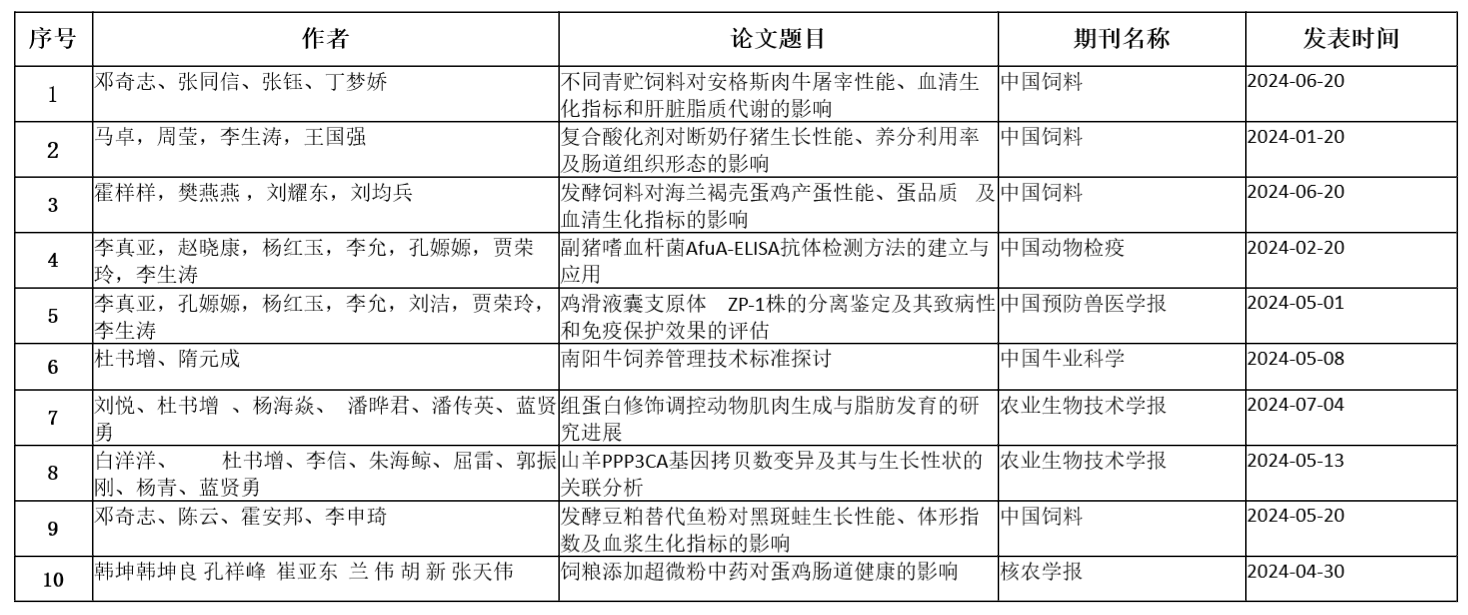 序号 作者 论文题目 期刊名称 发表时间
1 邓奇志、张同信、张钰、丁梦娇 不同青贮饲料对安格斯肉牛屠宰性能、血清生 中国饲料 2024-06-20
化指标和肝脏脂质代谢的影响
2 马卓，周莹，李生涛，王国强 复合酸化剂对断奶仔猪生长性能、养分利用率 中国饲料 2024-01-20
及肠道组织形态的影响
3 霍样样，樊燕燕 ，刘耀东，刘均兵 发酵饲料对海兰褐壳蛋鸡产蛋性能、蛋品质 及 中国饲料 2024-06-20
血清生化指标的影响
4 李真亚，赵晓康，杨红玉，李允，孔嫄嫄，贾荣 副猪嗜血杆菌AfuA-ELISA抗体检测方法的建立与 中国动物检疫 2024-02-20
玲，李生涛 应用
5 李真亚，孔嫄嫄，杨红玉，李允，刘洁，贾荣玲， 鸡滑液囊支原体 ZP-1株的分离鉴定及其致病性 中国预防兽医学报 2024-05-01
李生涛 和免疫保护效果的评估
6 杜书增、隋元成 南阳牛饲养管理技术标准探讨 中国牛业科学 2024-05-08
7 刘悦、杜书增 、杨海焱、 潘晔君、潘传英、蓝贤 组蛋白修饰调控动物肌肉生成与脂肪发育的研 农业生物技术学报 2024-07-04
勇 究进展
8 白洋洋、 杜书增、李信、朱海鲸、屈雷、郭振 山羊PPP3CA基因拷贝数变异及其与生长性状的 农业生物技术学报 2024-05-13
刚、杨青、蓝贤勇 关联分析
9 邓奇志、陈云、霍安邦、李申琦 发酵豆粕替代鱼粉对黑斑蛙生长性能、体形指 中国饲料 2024-05-20
数及血浆生化指标的影响
10 韩坤韩坤良 孔祥峰 崔亚东 兰 伟 胡 新 张天伟 饲粮添加超微粉中药对蛋鸡肠道健康的影响 核农学报 2024-04-30